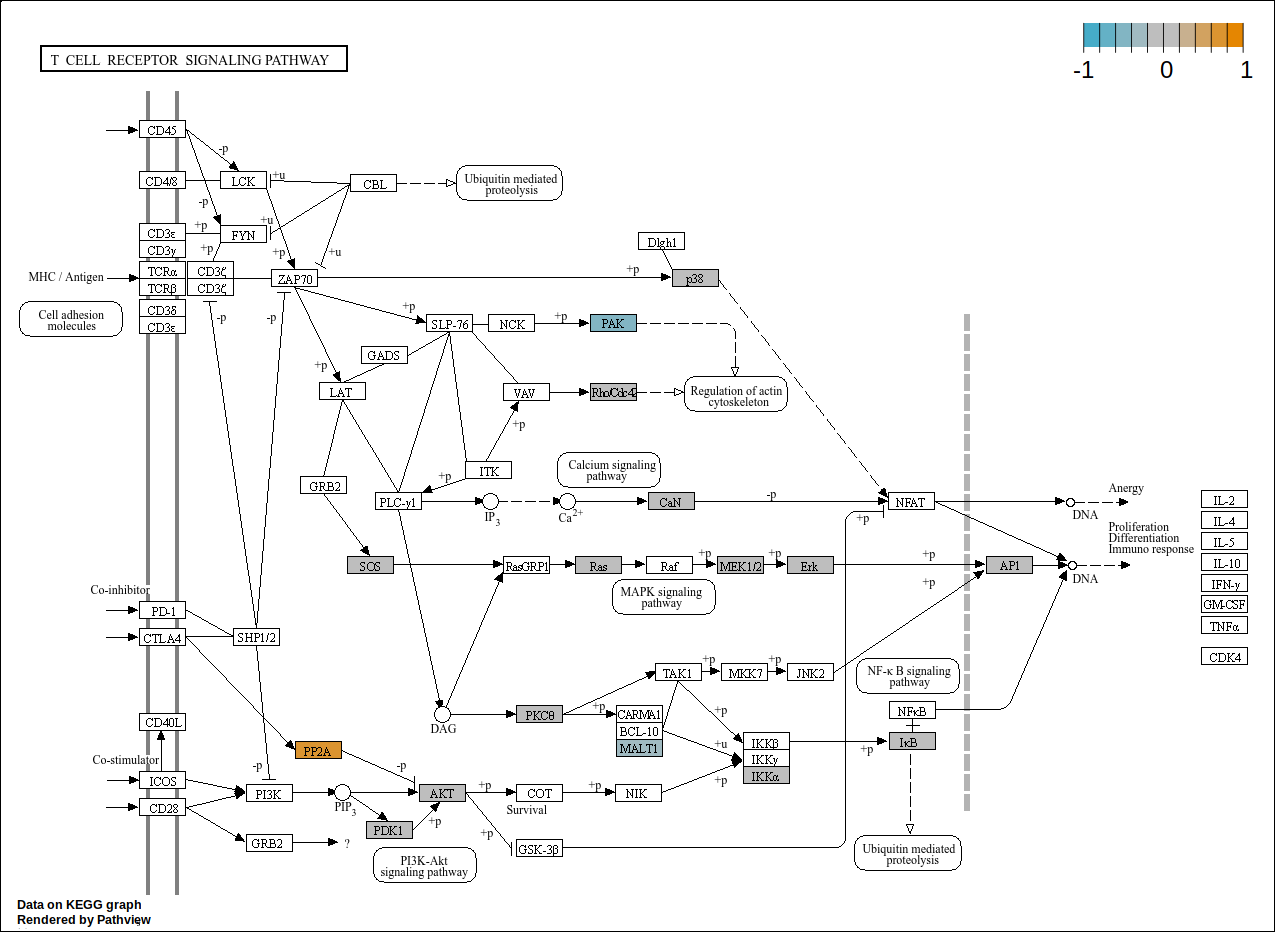 T CELL RECEPTOR SIGNALING PATHWAY
-1 0 1
CD45
-p
CD4/8
LCK
+u
CBL
Ubiquitin mediated
proteolysis
-p
CD3ε
+p
FYN
+u
CD3γ
+p
+p
+u
Dlgh1
MHC / Antigen
TCRα
CD3ζ
ZAP70
+p
p38
TCRβ
CD3ζ
Cell adhesion
molecules
CD3δ
CD3ε
-p
-p
+p
SLP-76
NCK
+p
PAK
GADS
+p
LAT
VAV
Rho/Cdc42
Regulation of actin
cytoskeleton
+p
ITK
+p
Calcium signaling
pathway
GRB2
PLC-γ1
IP3
Ca2+
CaN
-p
NFAT
+p
DNA
Anergy
Proliferation
Differentiation
Immuno response
IL-2
IL-4
IL-5
IL-10
IFN-γ
GM-CSF
TNFα
CDK4
SOS
RasGRP1
Ras
Raf
+p
MEK1/2
+p
Erk
+p
+p
AP1
DNA
MAPK signaling
pathway
Co-inhibitor
PD-1
CTLA4
SHP1/2
TAK1
+p
MKK7
+p
JNK2
NF-κ B signaling
pathway
DAG
PKCθ
+p
CARMA1
BCL-10
MALT1
+p
+u
+p
IKKβ
IKKγ
IKKα
+p
NFκB
IκB
CD40L
Co-stimulator
ICOS
CD28
PP2A
-p
-p
PI3K
PIP3
AKT
+p
COT
+p
NIK
Survival
PDK1
+p
+p
GRB2
?
GSK-3β
PI3K-Akt
signaling pathway
Ubiquitin mediated
proteolysis
Data on KEGG graph
Rendered by Pathview